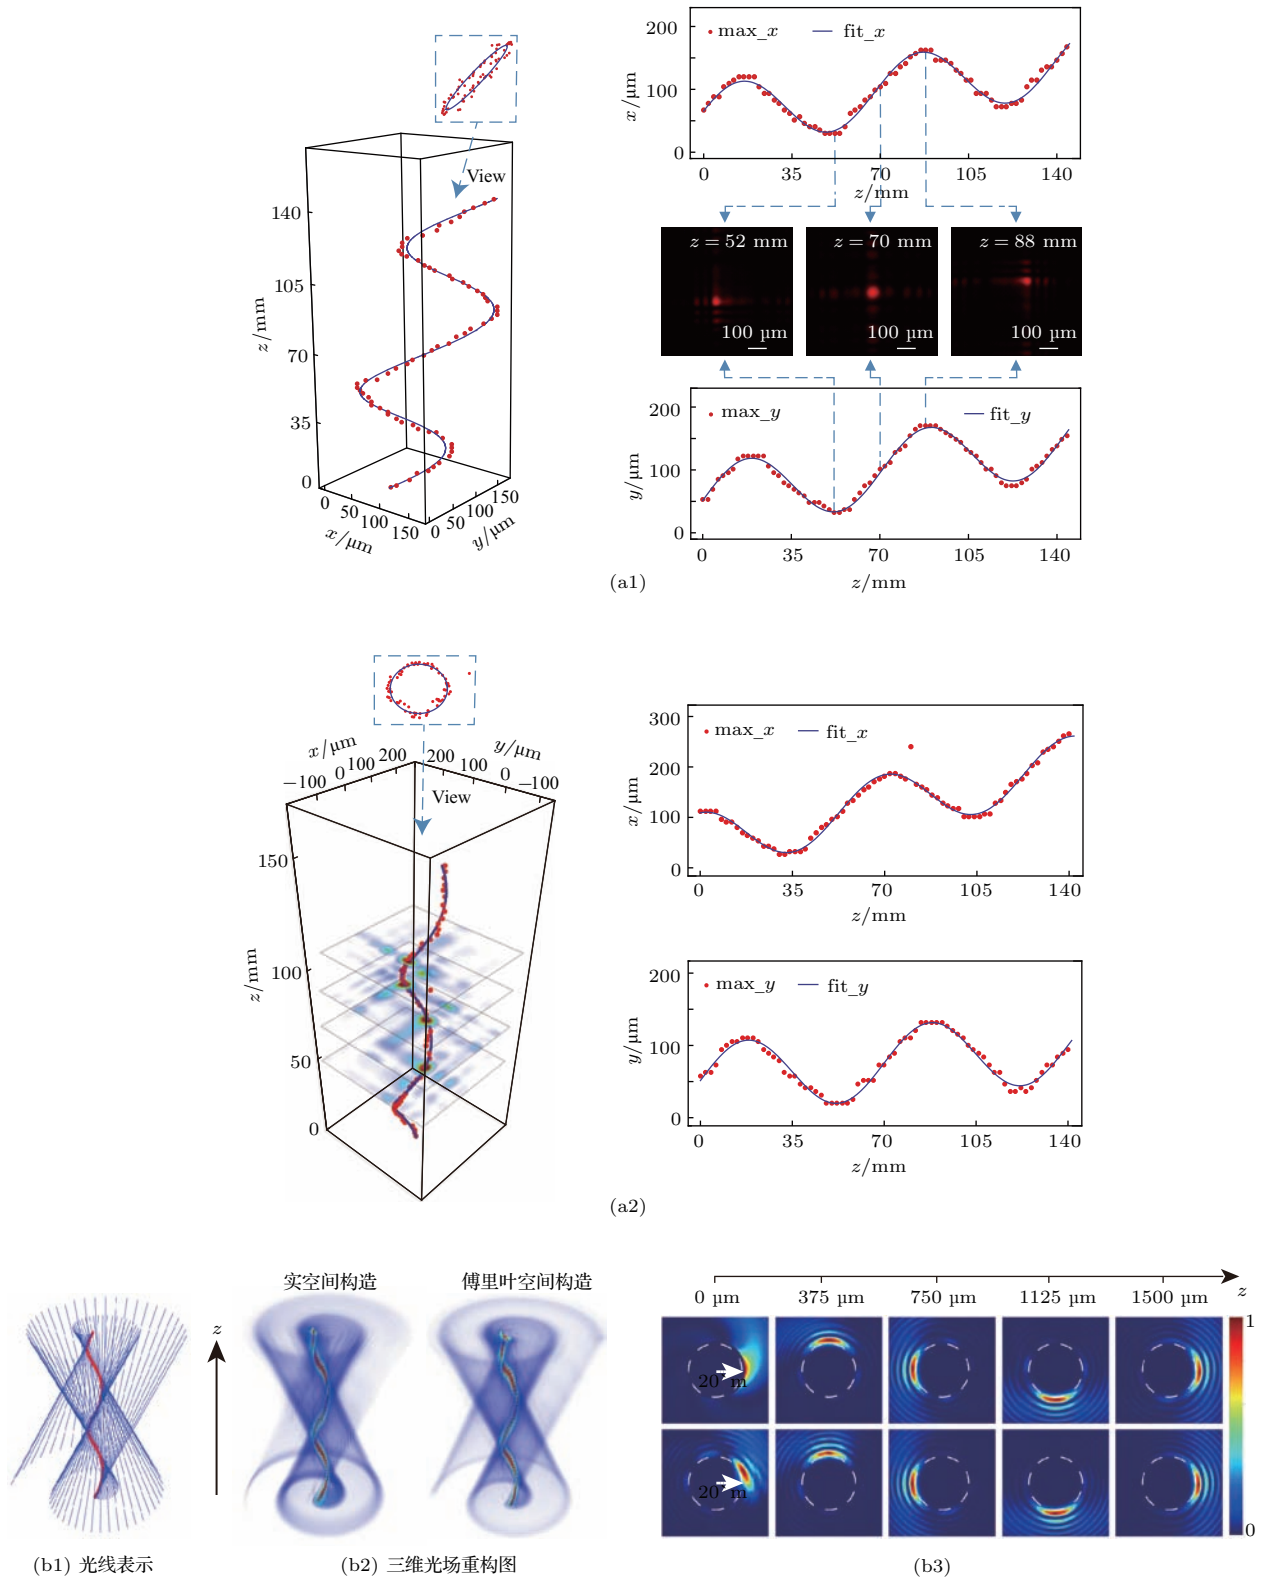 View
140
105
70
35
0
z/mm
0
50
100
150
x/μm
0
50
100
150
y/μm
max_x
fit_x
200
100
0
x/μm
0
35
70
105
140
z/mm
z = 52 mm
100 μm
z = 70 mm
100 μm
z = 88 mm
100 μm
max_y
fit_y
200
100
0
y/μm
0
35
70
105
140
z/mm
(a1)
x/μm
−100
0
100
200
y/μm
200
100
0
−100
View
150
100
50
0
z/mm
max_x
fit_x
300
200
100
0
x/μm
0
35
70
105
140
z/mm
max_y
fit_y
200
100
0
y/μm
0
35
70
105
140
z/mm
(a2)
z
(b1) 光线表示
实空间构造
傅里叶空间构造
(b2) 三维光场重构图
0 μm
375 μm
750 μm
1125 μm
1500 μm
z
20 m
20 m
1
0
(b3)